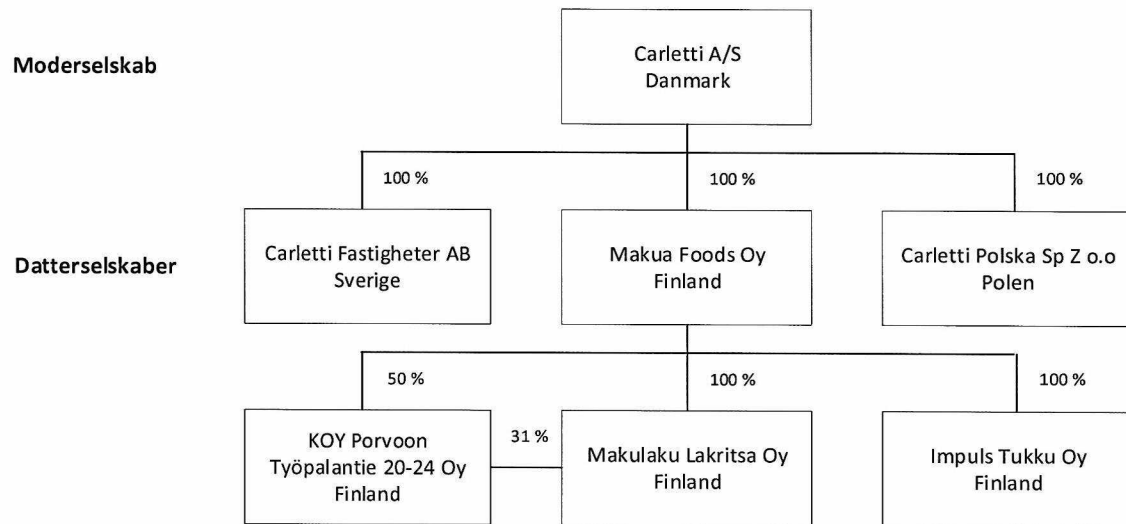 Moderselskab
Carletti A/S
Danmark
100 %
100 %
100 %
Datterselskaber
Carletti Fastigheter AB
Sverige
Makua Foods Oy
Finland
Carletti Polska Sp Z o.o
Polen
50 %
100 %
100 %
KOY Porvoon
Työpalantie 20-24 Oy
Finland
31 %
Makulaku Lakritsa Oy
Finland
Impuls Tukku Oy
Finland